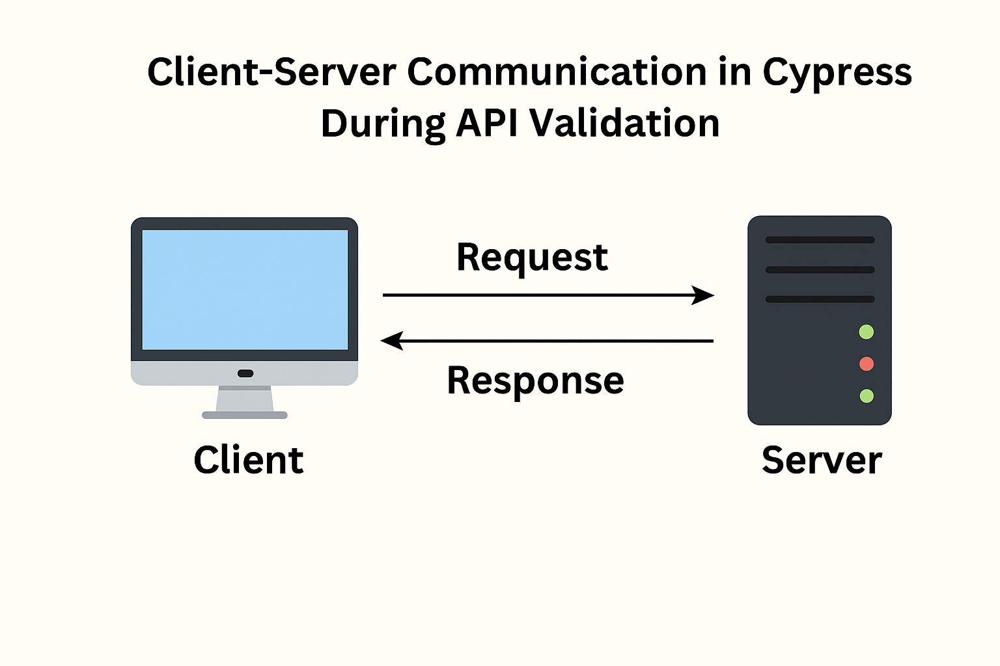 Client-Server Communication in Cypress
During API Validation
Request
Response
Client
Server